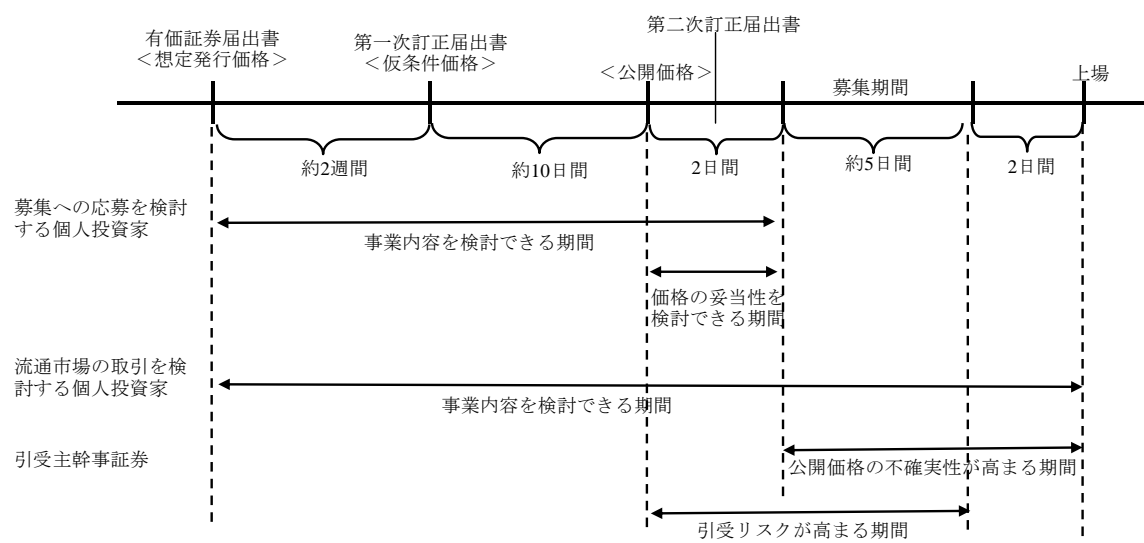 有価証券届出書
＜想定発行価格＞
第一次訂正届出書
＜仮条件価格＞
第二次訂正届出書
＜公開価格＞
募集期間
上場
約2週間
約10日間
2日間
約5日間
2日間
募集への応募を検討
する個人投資家
事業内容を検討できる期間
価格の妥当性を
検討できる期間
流通市場の取引を検
討する個人投資家
事業内容を検討できる期間
引受主幹事証券
公開価格の不確実性が高まる期間
引受リスクが高まる期間